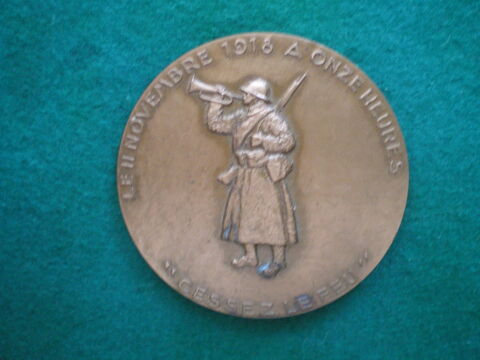 LE 11 NOVEMBRE 1918 A ONZE HEURES
"CESSEZ LE FEU"